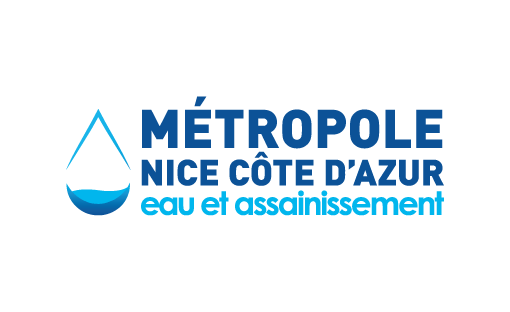 MÉTROPOLE
NICE CÔTE D'AZUR
eau et assainissement